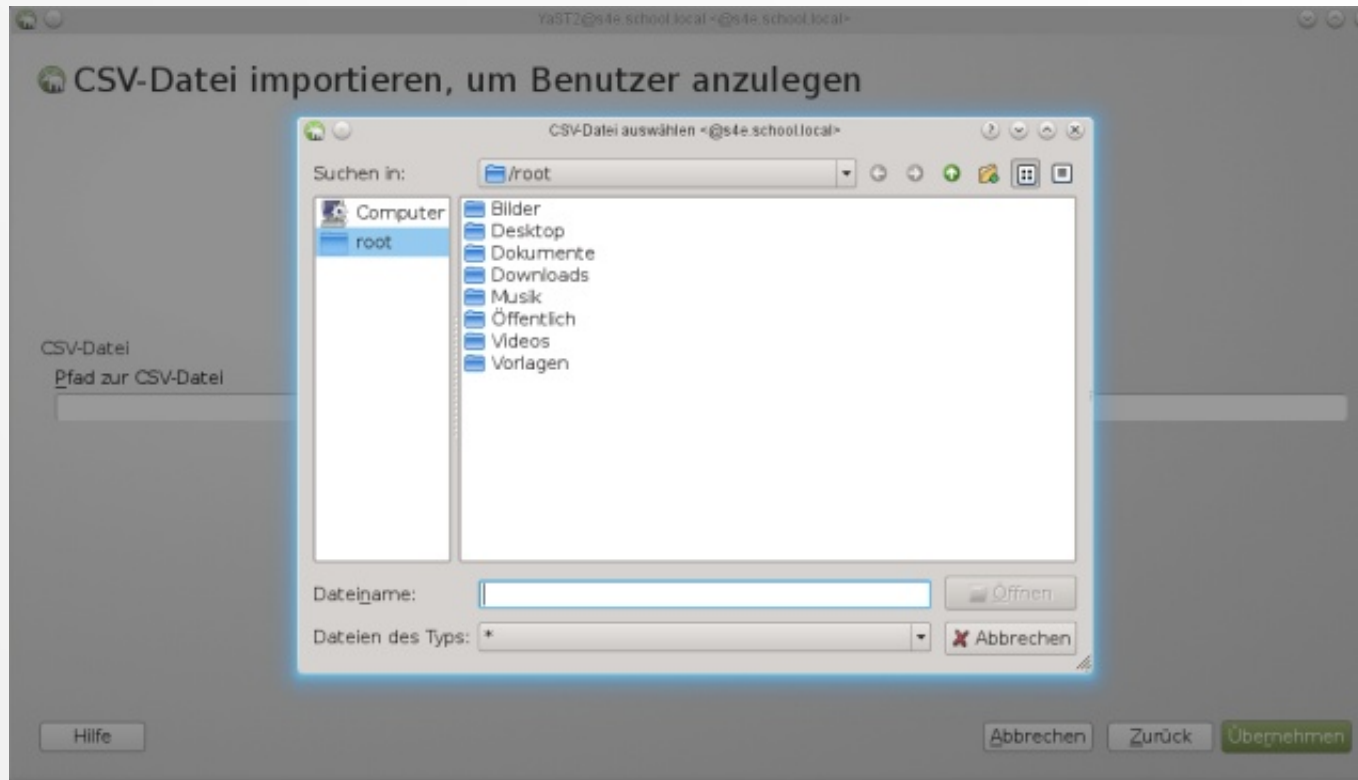 YaST2@s4e.school.local <@s4e.school.local>
CSV-Datei importieren, um Benutzer anzulegen
CSV-Datei auswählen <@s4e.school.local>
Suchen in:
/root
Computer
root
Bilder
Desktop
Dokumente
Downloads
Musik
Öffentlich
Videos
Vorlagen
CSV-Datei
Pfad zur CSV-Datei
Dateiname:
Öffnen
Dateien des Typs: *
Abbrechen
Hilfe
Abbrechen
Zurück
Übernehmen